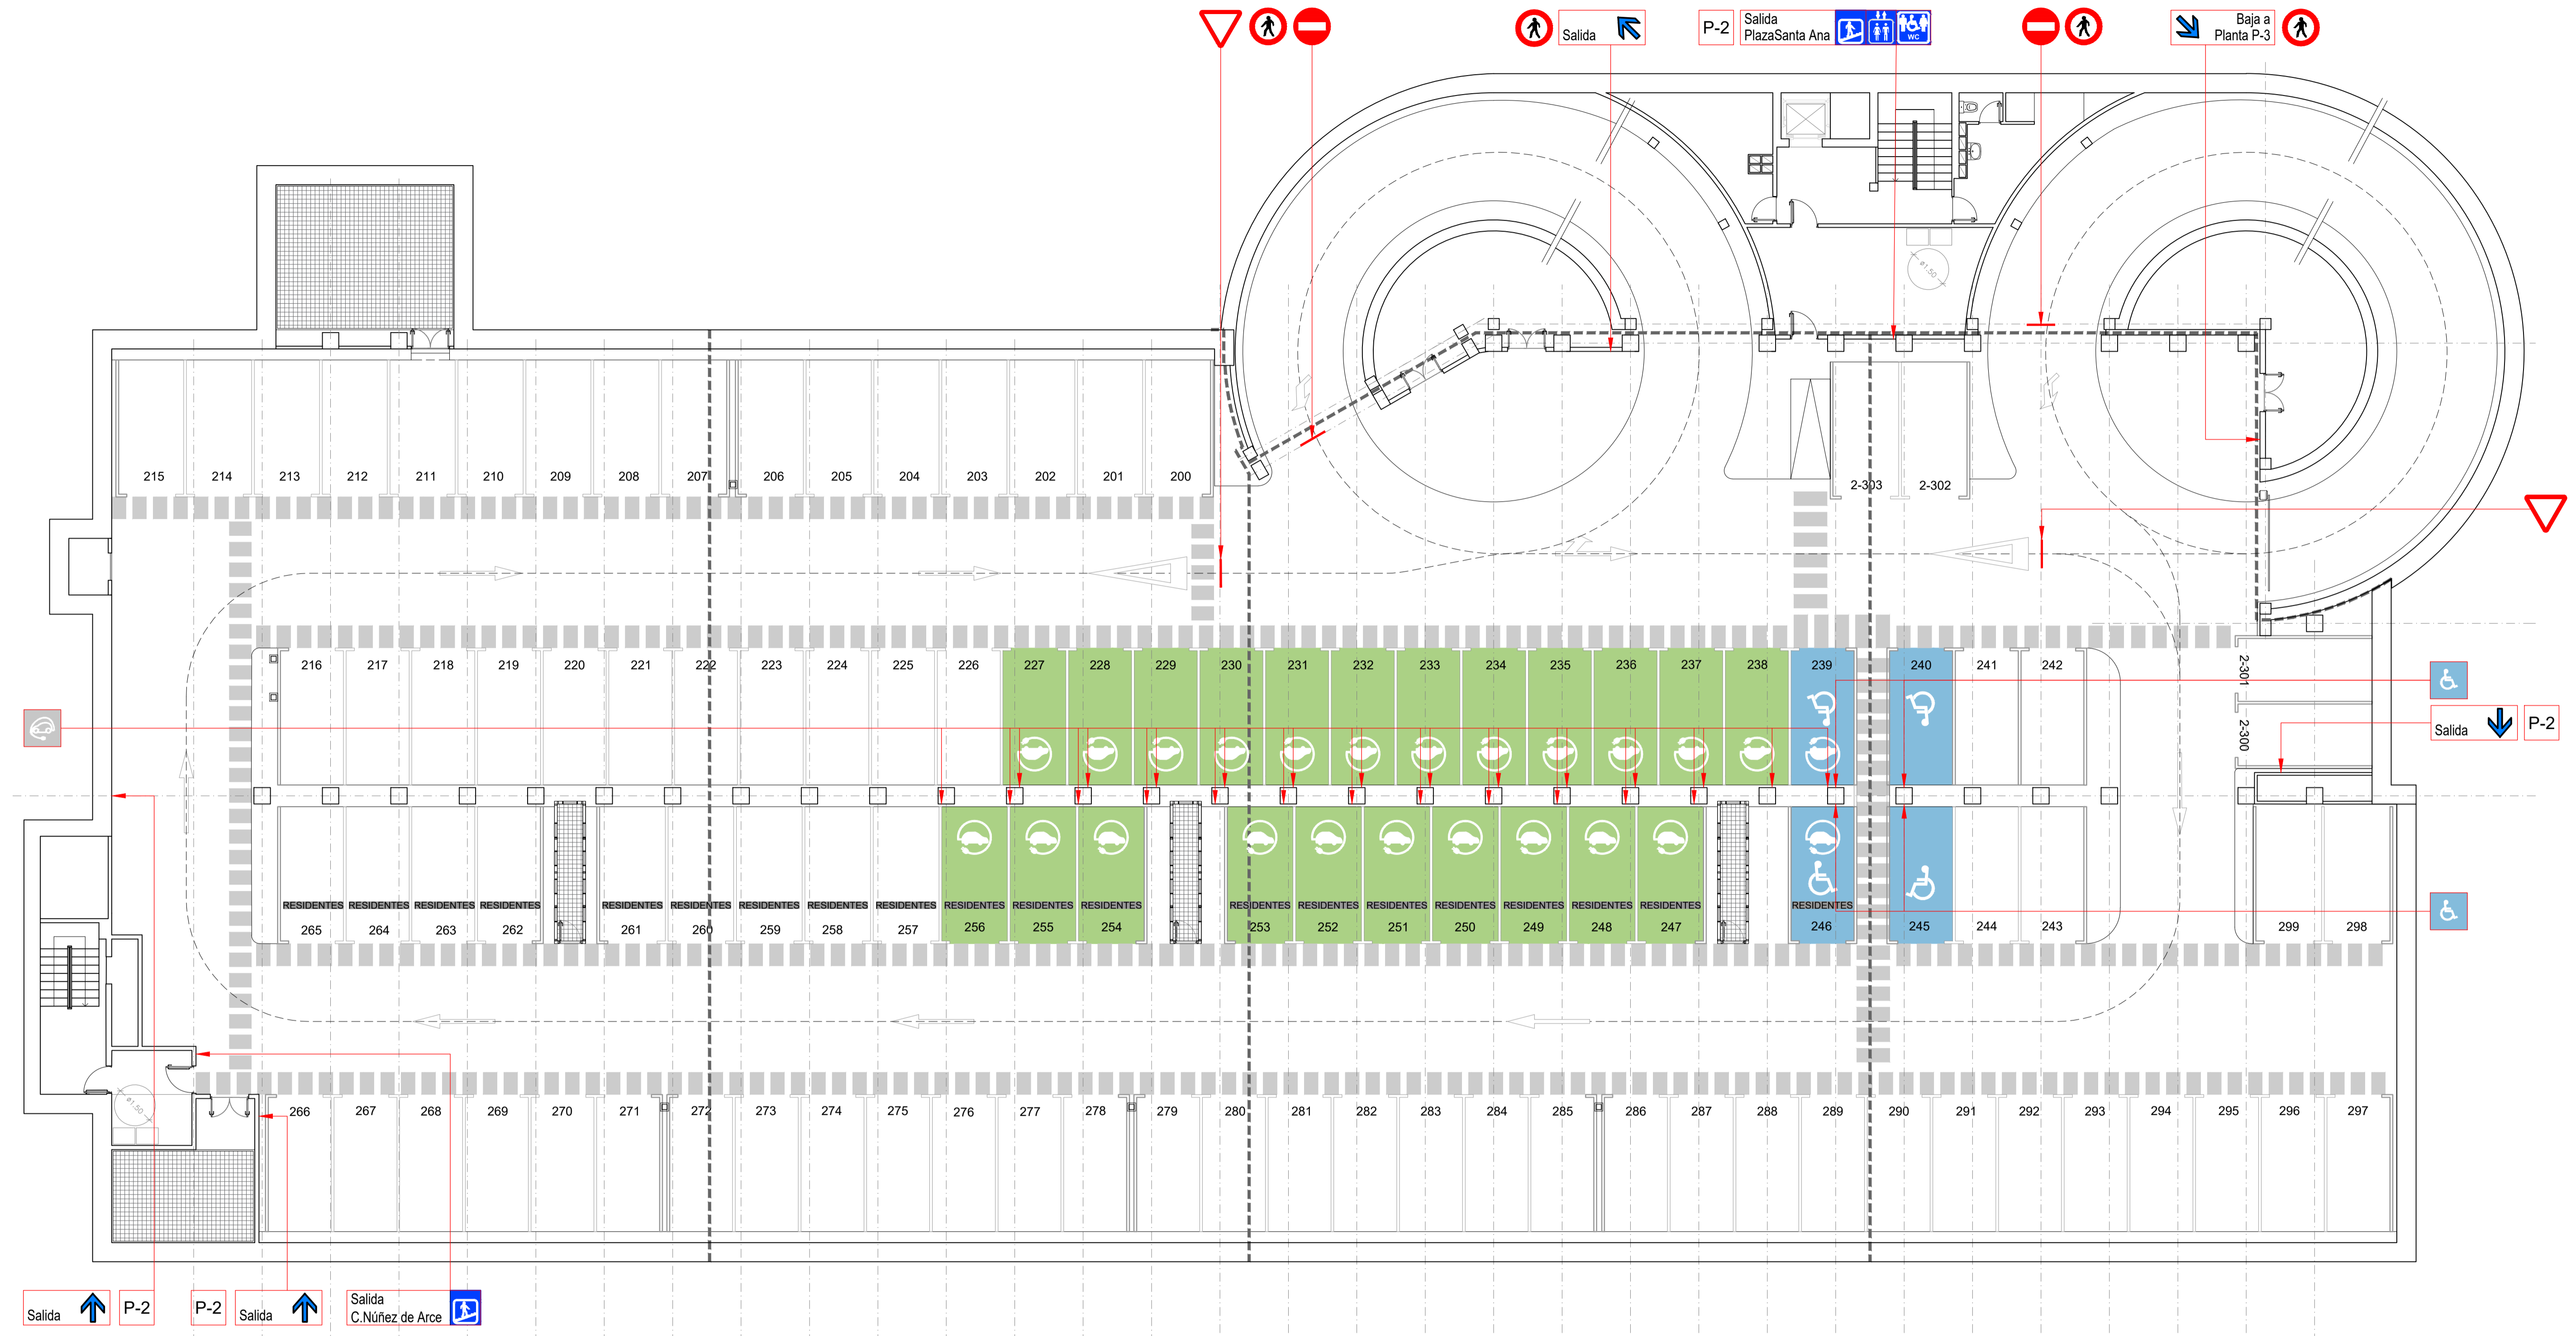 Salida
P-2
Salida
PlazaSanta Ana
WC
Baja a
Planta P-3
ø1.50
215 214 213 212 211 210 209 208 207 206 205 204 203 202 201 200
2-303 2-302
216 217 218 219 220 221 222 223 224 225 226 227 228 229 230 231 232 233 234 235 236 237 238 239 240 241 242
2-301
2-300
Salida
P-2
RESIDENTES RESIDENTES RESIDENTES RESIDENTES RESIDENTES RESIDENTES RESIDENTES RESIDENTES RESIDENTES RESIDENTES RESIDENTES RESIDENTES RESIDENTES RESIDENTES RESIDENTES RESIDENTES RESIDENTES RESIDENTES RESIDENTES RESIDENTES
265 264 263 262 261 260 259 258 257 256 255 254 253 252 251 250 249 248 247 246 245 244 243 299 298
ø1.50
266 267 268 269 270 271 272 273 274 275 276 277 278 279 280 281 282 283 284 285 286 287 288 289 290 291 292 293 294 295 296 297
Salida
P-2
P-2
Salida
Salida
C.Núñez de Arce